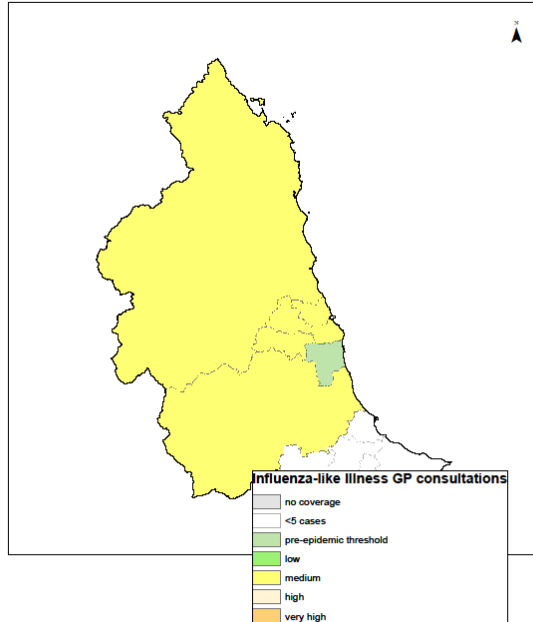 N
Influenza-like Illness GP consultations
no coverage
<5 cases
pre-epidemic threshold
low
medium
high
very high